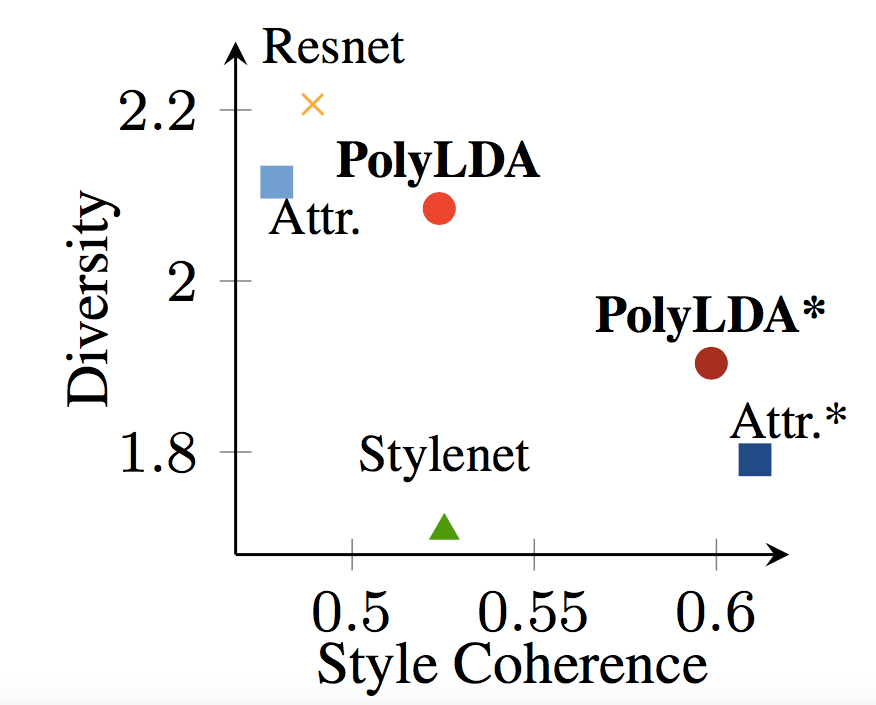 Resnet
2.2
PolyLDA
Attr.
2
PolyLDA*
Attr.*
1.8
Stylenet
Diversity
0.5 0.55 0.6
Style Coherence